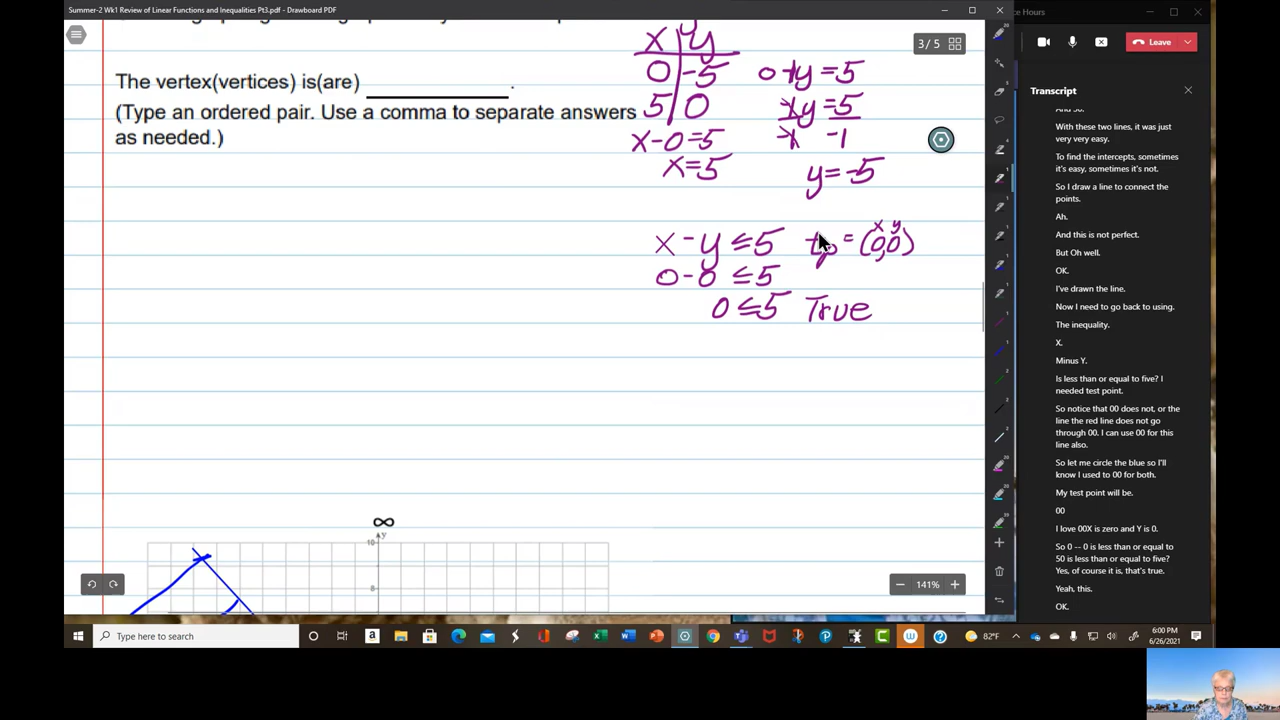 Summer-2 Wk1 Review of Linear Functions and Inequalities Pt3.pdf - Drawboard PDF
ce Hours
Leave
3 / 5
x y
0 -5
5 0
x-0=5
x=5
y=5
-1
y=-5
The vertex(vertices) is(are) ____________.
(Type an ordered pair. Use a comma to separate answers
as needed.)
x y
x-y≤5 tp=(0,0)
0-0≤5
0≤5 True
∞
y
10
8
141%
Transcript
And So.
With these two lines, it was just
very very easy.
To find the intercepts, sometimes
it's easy, sometimes it's not.
So I draw a line to connect the
points.
Ah.
And this is not perfect.
But Oh well.
OK.
I've drawn the line.
Now I need to go back to using.
The inequality.
X.
Minus Y.
Is less than or equal to five? I
needed test point.
So notice that 00 does not, or the
line the red line does not go
through 00. I can use 00 for this
line also.
So let me circle the blue so I'll
know I used to 00 for both.
My test point will be.
00
I love 00X is zero and Y is 0.
So 0 -- 0 is less than or equal to
50 is less than or equal to five?
Yes, of course it is, that's true.
Yeah, this.
OK.
Type here to search
82°F
6:00 PM
6/26/2021